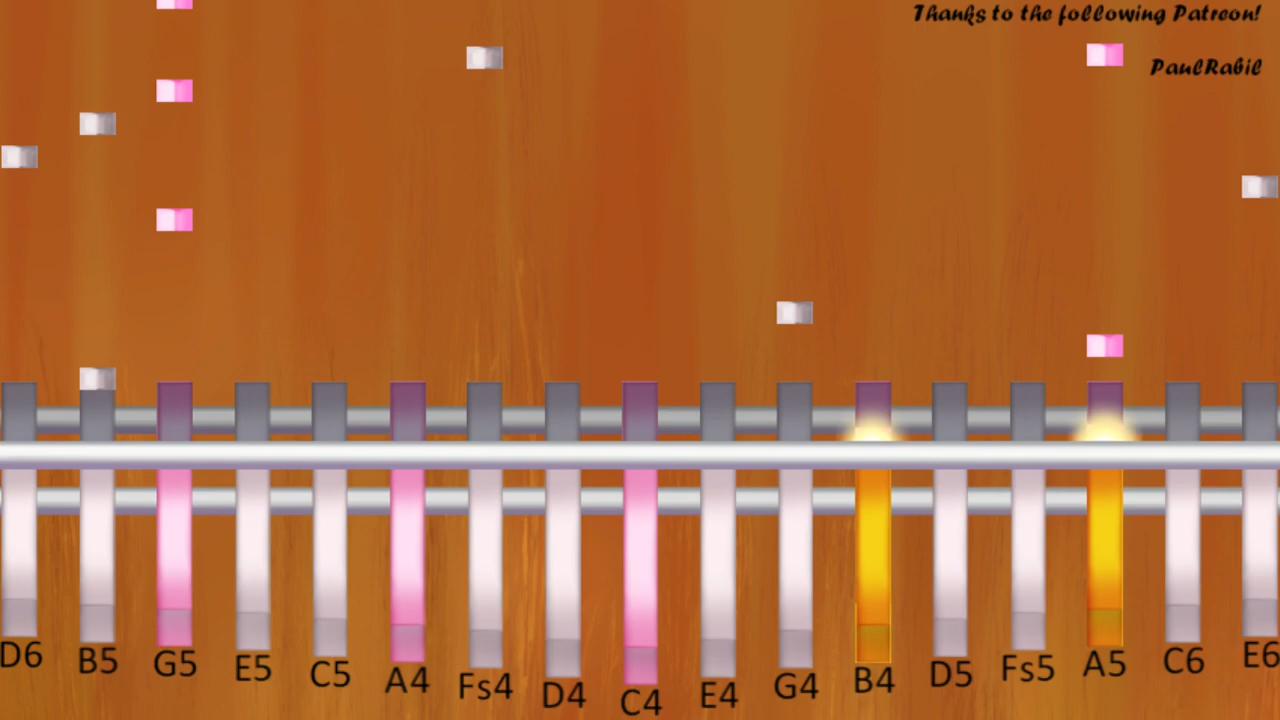 Thanks to the following Patreon!
PaulRabil
D6 B5 G5 E5 C5 A4 Fs4 D4 C4 E4 G4 B4 D5 Fs5 A5 C6 E6